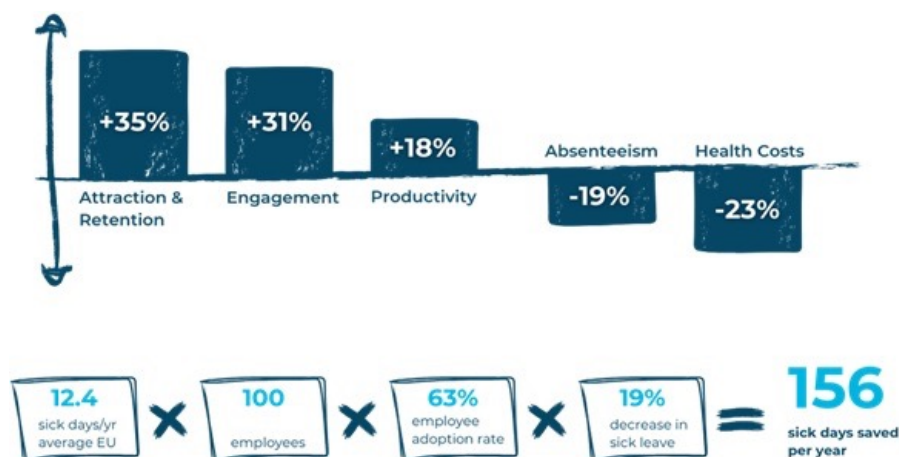 +35%
+31%
+18%
Absenteeism
Health Costs
-19%
-23%
Attraction &
Retention
Engagement
Productivity
12.4
sick days/yr
average EU
100
employees
63%
employee
adoption rate
19%
decrease in
sick leave
=
156
sick days saved
per year